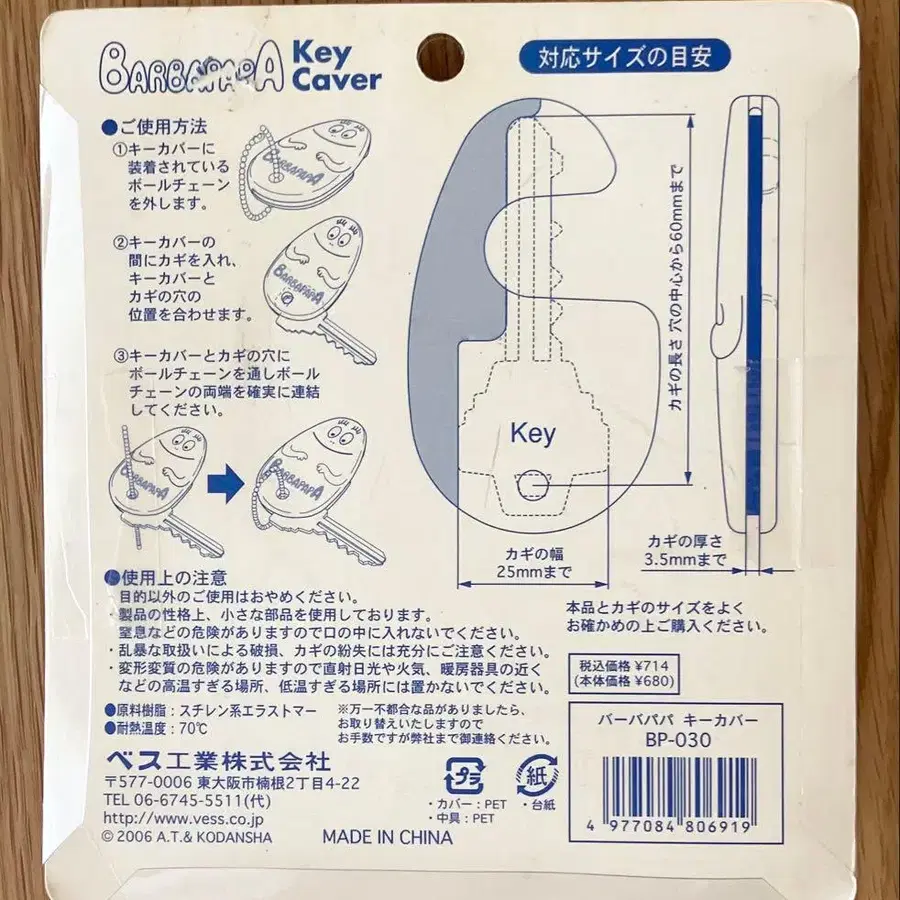 BARBAPAPA Key
Caver
対応サイズの目安
●ご使用方法
①キーカバーに
装着されている
ボールチェーン
を外します。
BARBAPAPA
②キーカバーの
間にカギを入れ、
キーカバーと
カギの穴の
位置を合わせます。
BARBAPAPA
③キーカバーとカギの穴に
ボールチェーンを通しボール
チェーンの両端を確実に連結
してください。
BARBAPAPA
BARBAPAPA
Key
カギの長さ 穴の中心から60mmまで
カギの幅
25mmまで
カギの厚さ
3.5mmまで
●使用上の注意
目的以外のご使用はおやめください。
製品の性格上、小さな部品を使用しております。
窒息などの危険がありますので口の中に入れないでください。
・乱暴な取扱いによる破損、カギの紛失には充分にご注意ください。
・変形変質の危険がありますので直射日光や火気、暖房器具の近く
などの高温すぎる場所、低温すぎる場所には置かないでください。
●原料樹脂：スチレン系エラストマー
●耐熱温度：70℃
※万一不都合な品がありましたら、
お取り替えいたしますので
お手数ですが弊社まで御連絡ください。
本品とカギのサイズをよく
お確かめの上ご購入ください。
税込価格 ¥714
(本体価格 ¥680)
ベス工業株式会社
〒577-0006 東大阪市楠根2丁目4-22
TEL 06-6745-5511(代)
http://www.vess.co.jp
© 2006 A.T.& KODANSHA
MADE IN CHINA
プラ
・カバー：PET
・中具：PET
紙
・台紙
バーバパパ キーカバー
BP-030
4 977084 806919